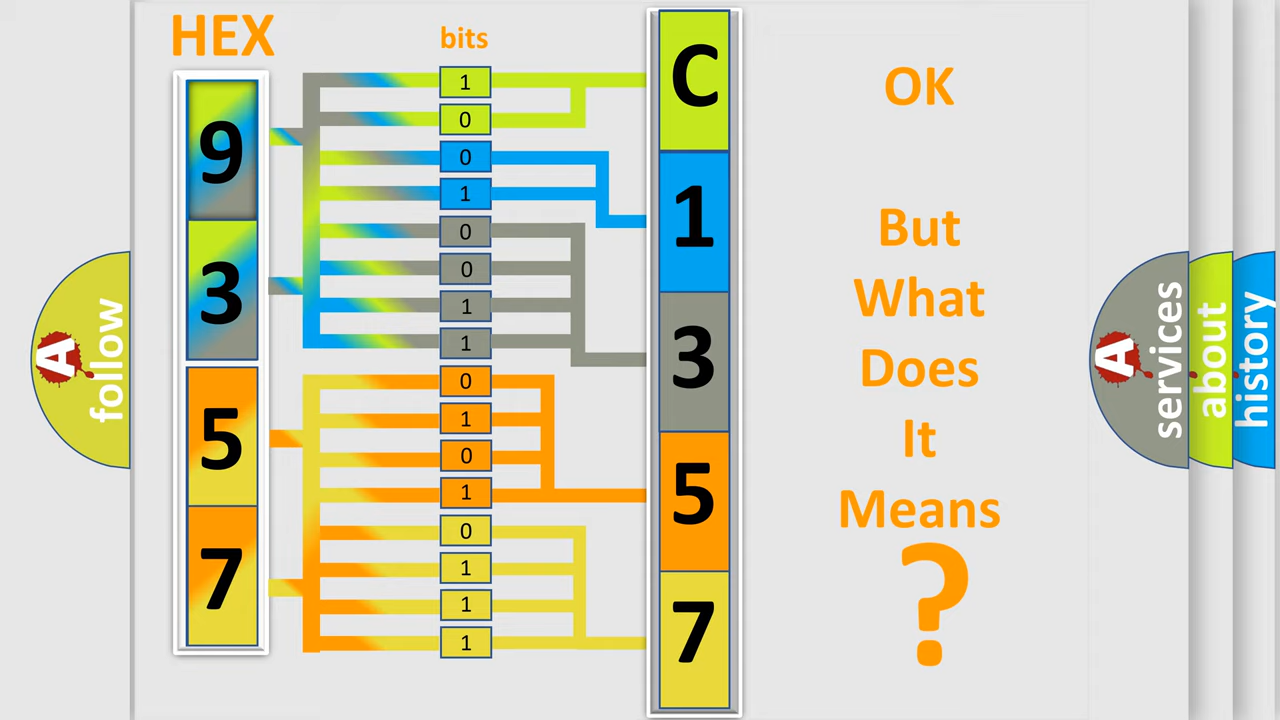 HEX
bits
9
3
5
7
1
0
0
1
0
0
1
1
0
1
0
1
0
1
1
1
C
1
3
5
7
OK
But
What
Does
It
Means
?
A
follow
A
services
about
history